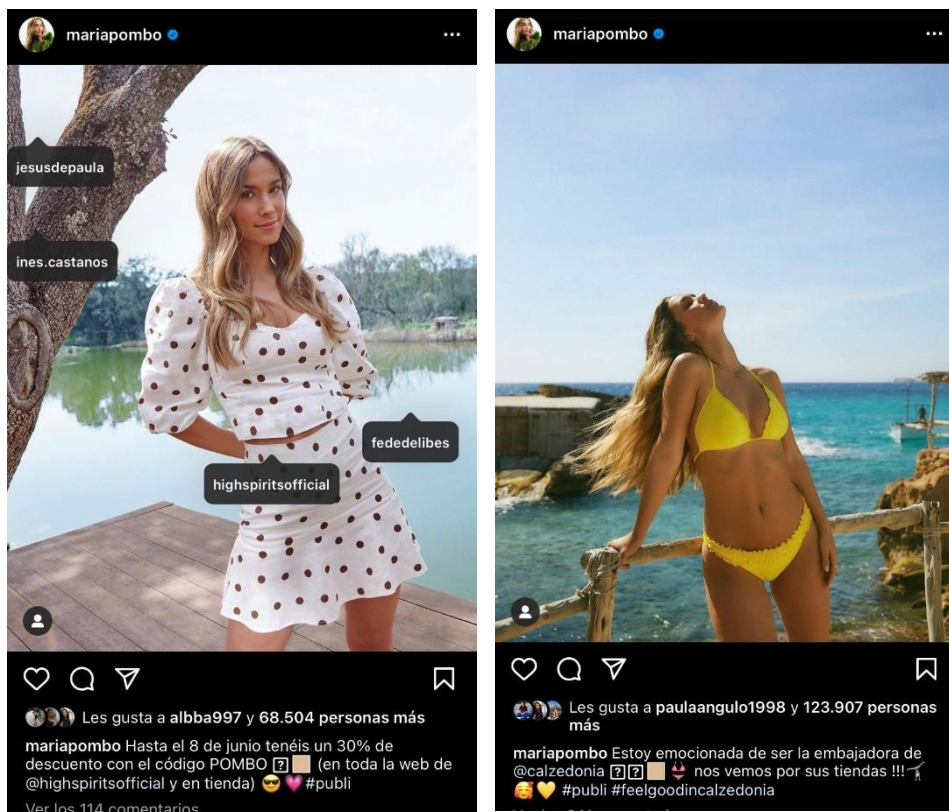 mariapombo
jesusdepaula
ines.castanos
fededelibes
highspiritsofficial
Les gusta a albba997 y 68.504 personas más
mariapombo Hasta el 8 de junio tenéis un 30% de
descuento con el código POMBO (en toda la web de
@highspiritsofficial y en tienda) 😎💗#publi
Ver los 114 comentarios
mariapombo
Les gusta a paulaangulo1998 y 123.907 personas
más
mariapombo Estoy emocionada de ser la embajadora de
@calzedonia 👙 nos vemos por sus tiendas !!!🤸
🥰💛 #publi #feelgoodincalzedonia